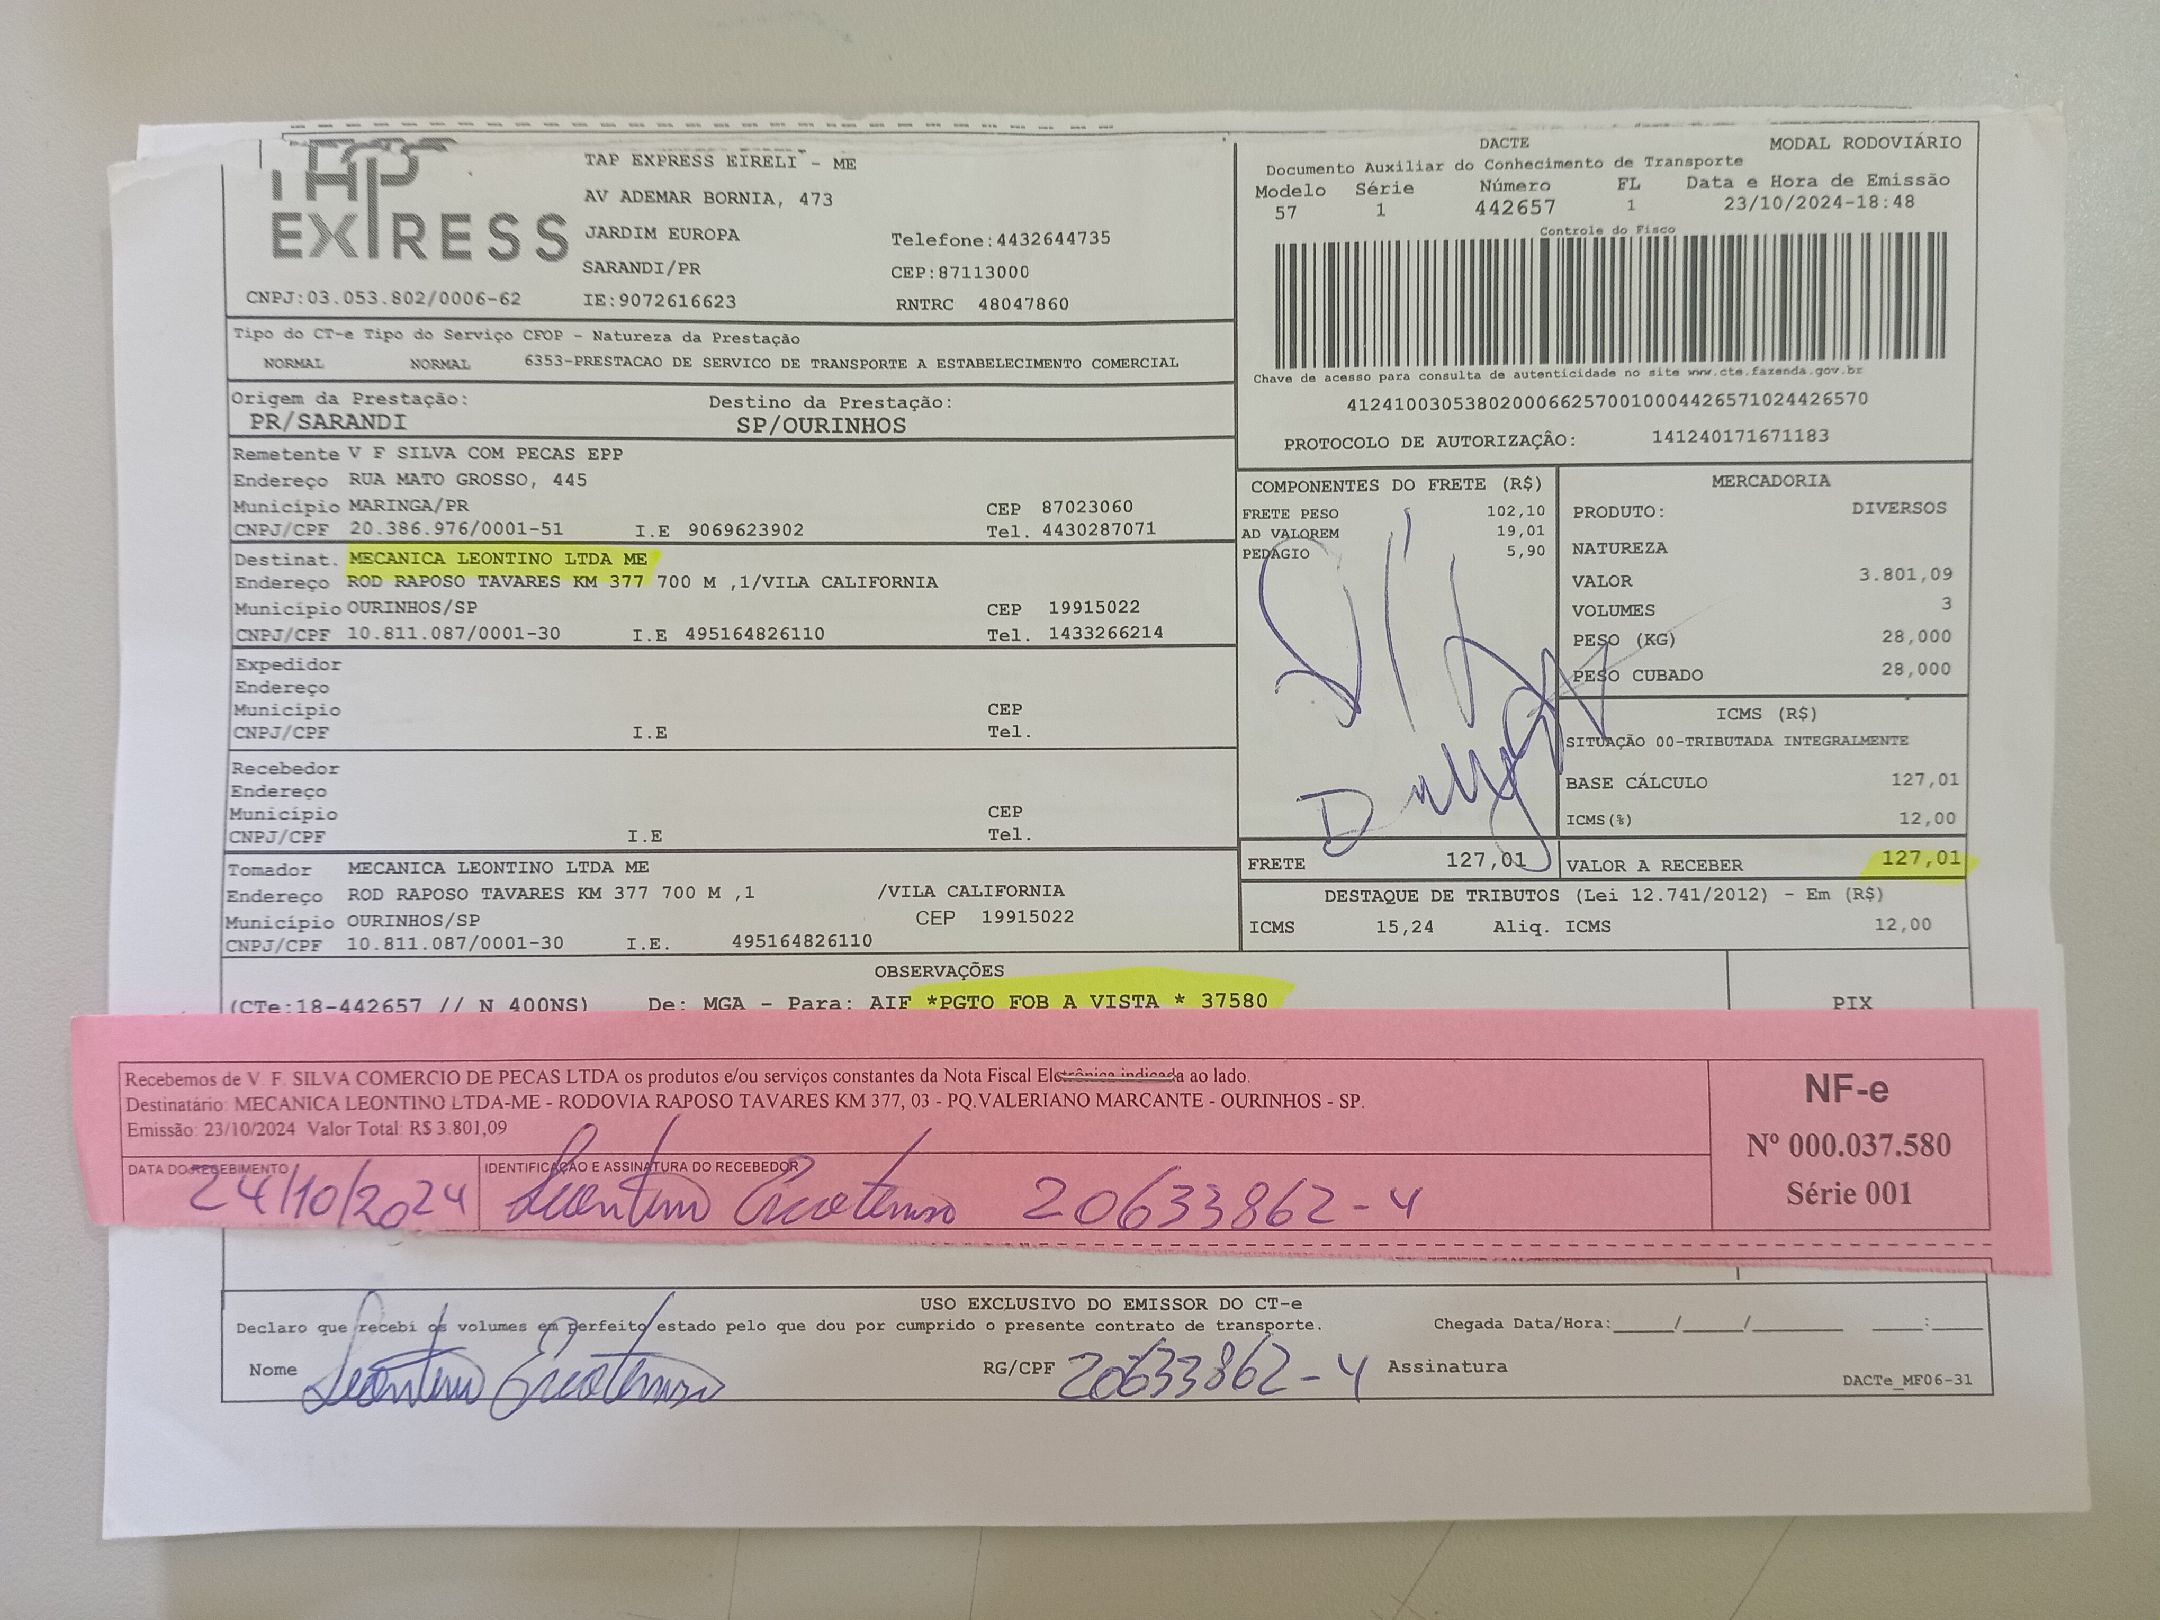 TAP EXPRESS
TAP EXPRESS EIRELI - ME
AV ADEMAR BORNIA, 473
JARDIM EUROPA Telefone:4432644735
SARANDI/PR CEP:87113000
CNPJ:03.053.802/0006-62 IE:9072616623 RNTRC 48047860
DACTE MODAL RODOVIÁRIO
Documento Auxiliar do Conhecimento de Transporte
Modelo Série Número FL Data e Hora de Emissão
57 1 442657 1 23/10/2024-18:48
Controle do Fisco
Chave de acesso para consulta de autenticidade no site www.cte.fazenda.gov.br
41241003053802000662570010004426571024426570
PROTOCOLO DE AUTORIZAÇÂO: 141240171671183
Tipo do CT-e Tipo do Serviço CFOP - Natureza da Prestação
NORMAL NORMAL 6353-PRESTACAO DE SERVICO DE TRANSPORTE A ESTABELECIMENTO COMERCIAL
Origem da Prestação: Destino da Prestação:
PR/SARANDI SP/OURINHOS
Remetente V F SILVA COM PECAS EPP
Endereço RUA MATO GROSSO, 445
Município MARINGA/PR CEP 87023060
CNPJ/CPF 20.386.976/0001-51 I.E 9069623902 Tel. 4430287071
Destinat. MECANICA LEONTINO LTDA ME
Endereço ROD RAPOSO TAVARES KM 377 700 M ,1/VILA CALIFORNIA
Município OURINHOS/SP CEP 19915022
CNPJ/CPF 10.811.087/0001-30 I.E 495164826110 Tel. 1433266214
Expedidor
Endereço
Município CEP
CNPJ/CPF I.E Tel.
Recebedor
Endereço
Município CEP
CNPJ/CPF I.E Tel.
Tomador MECANICA LEONTINO LTDA ME
Endereço ROD RAPOSO TAVARES KM 377 700 M ,1 /VILA CALIFORNIA
Município OURINHOS/SP CEP 19915022
CNPJ/CPF 10.811.087/0001-30 I.E. 495164826110
COMPONENTES DO FRETE (R$)
FRETE PESO 102,10
AD VALOREM 19,01
PEDÁGIO 5,90
FRETE 127,01
MERCADORIA
PRODUTO: DIVERSOS
NATUREZA
VALOR 3.801,09
VOLUMES 3
PESO (KG) 28,000
PESO CUBADO 28,000
ICMS (R$)
SITUAÇÃO 00-TRIBUTADA INTEGRALMENTE
BASE CÁLCULO 127,01
ICMS(%) 12,00
VALOR A RECEBER 127,01
DESTAQUE DE TRIBUTOS (Lei 12.741/2012) - Em (R$)
ICMS 15,24 Aliq. ICMS 12,00
OBSERVAÇÕES
(CTe:18-442657 // N 400NS) De: MGA - Para: AIF *PGTO FOB A VISTA * 37580
PIX
Recebemos de V. F. SILVA COMERCIO DE PECAS LTDA os produtos e/ou serviços constantes da Nota Fiscal Eletrônica indicada ao lado.
Destinatário: MECANICA LEONTINO LTDA-ME - RODOVIA RAPOSO TAVARES KM 377, 03 - PQ.VALERIANO MARCANTE - OURINHOS - SP.
Emissão: 23/10/2024 Valor Total: R$ 3.801,09
DATA DO RECEBIMENTO IDENTIFICAÇÃO E ASSINATURA DO RECEBEDOR
24/10/2024 20633862-4
NF-e
Nº 000.037.580
Série 001
USO EXCLUSIVO DO EMISSOR DO CT-e
Declaro que recebi os volumes em perfeito estado pelo que dou por cumprido o presente contrato de transporte. Chegada Data/Hora:_____/_____/________ ____:____
Nome RG/CPF 20633862-4 Assinatura
DACTe_MF06-31